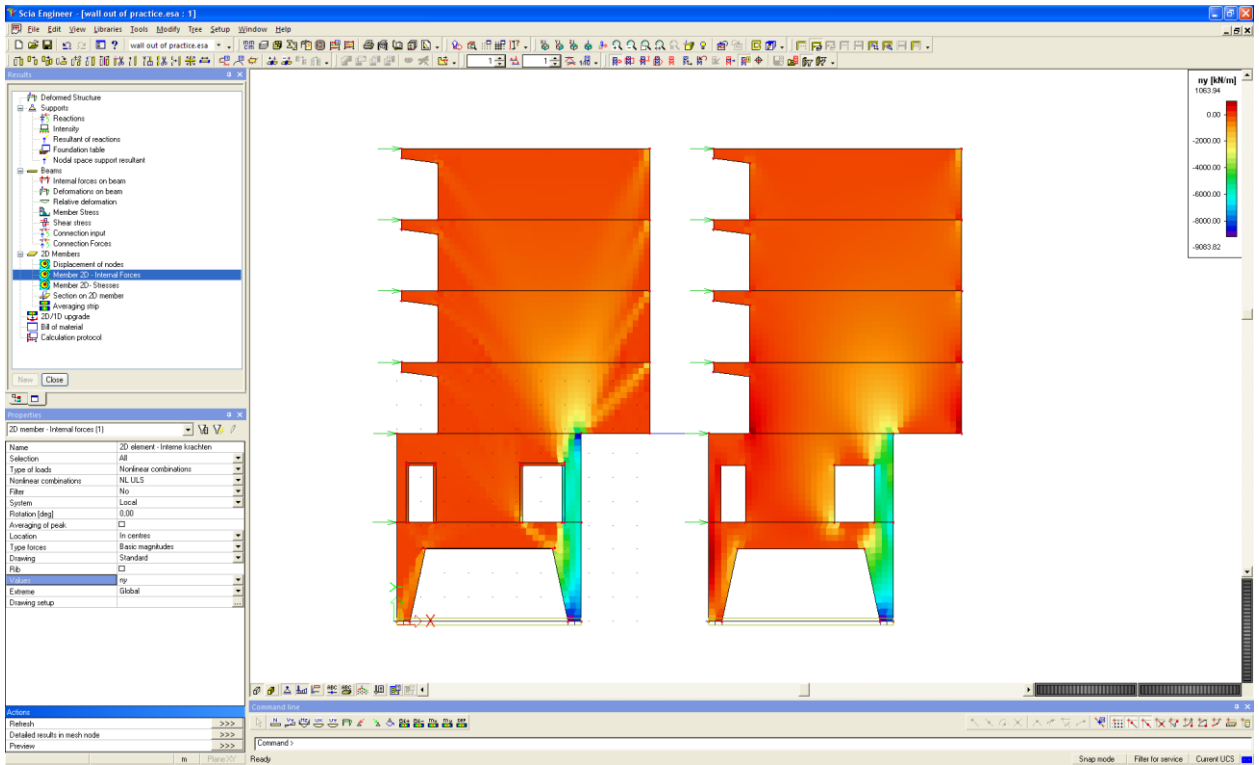 Scia Engineer - [wall out of practice.esa : 1]
File Edit View Libraries Tools Modify Tree Setup Window Help
wall out of practice.esa
1
1
Results
Deformed Structure
Supports
Reactions
Intensity
Resultant of reactions
Foundation table
Nodal space support resultant
Beams
Internal forces on beam
Deformations on beam
Relative deformation
Member Stress
Shear stress
Connection input
Connection Forces
2D Members
Displacement of nodes
Member 2D - Internal Forces
Member 2D- Stresses
Section on 2D member
Averaging strip
2D/1D upgrade
Bill of material
Calculation protocol
New Close
Properties
2D member - Internal forces (1)
Name 2D element - Interne krachten
Selection All
Type of loads Nonlinear combinations
Nonlinear combinations NL ULS
Filter No
System Local
Rotation [deg] 0.00
Averaging of peak
Location In centres
Type forces Basic magnitudes
Drawing Standard
Rib
Values ny
Extreme Global
Drawing setup
Actions
Refresh >>>
Detailed results in mesh node >>>
Preview >>>
ny [kN/m]
1063.94
0.00
-2000.00
-4000.00
-6000.00
-8000.00
-9083.82
X
Command line
Command >
m Plane XY Ready Snap mode Filter for service Current UCS